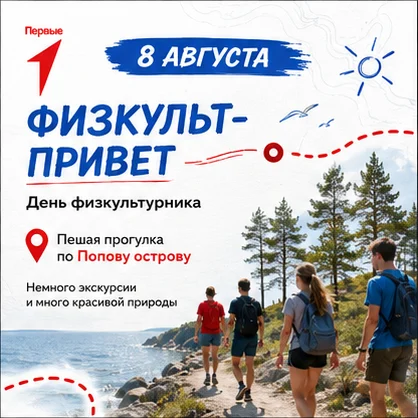 Первые
8 АВГУСТА
ФИЗКУЛЬТ-
ПРИВЕТ
День физкультурника
Пешая прогулка
по Попову острову
Немного экскурсии
и много красивой природы